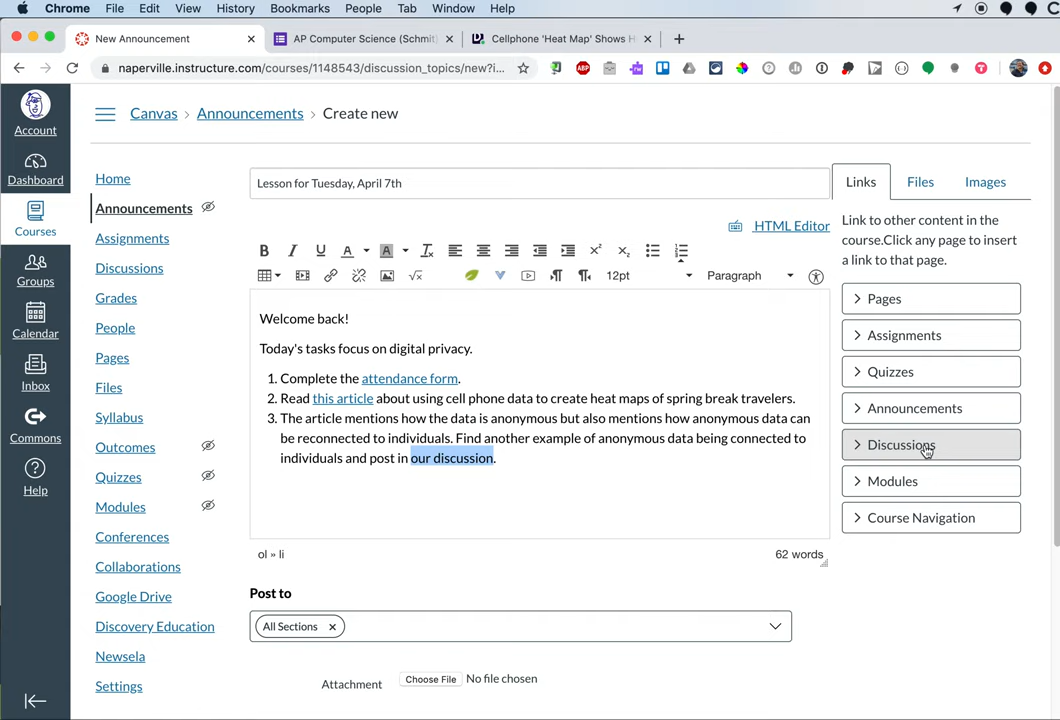 Chrome File Edit View History Bookmarks People Tab Window Help
New Announcement
AP Computer Science (Schmit
Cellphone 'Heat Map' Shows H
naperville.instructure.com/courses/1148543/discussion_topics/new?i...
Account
Dashboard
Courses
Groups
Calendar
Inbox
Commons
Help
Canvas > Announcements > Create new
Home
Announcements
Assignments
Discussions
Grades
People
Pages
Files
Syllabus
Outcomes
Quizzes
Modules
Conferences
Collaborations
Google Drive
Discovery Education
Newsela
Settings
Lesson for Tuesday, April 7th
HTML Editor
12pt Paragraph
Welcome back!
Today's tasks focus on digital privacy.
1. Complete the attendance form.
2. Read this article about using cell phone data to create heat maps of spring break travelers.
3. The article mentions how the data is anonymous but also mentions how anonymous data can
be reconnected to individuals. Find another example of anonymous data being connected to
individuals and post in our discussion.
ol » li
62 words
Post to
All Sections
Attachment Choose File No file chosen
Links Files Images
Link to other content in the
course.Click any page to insert
a link to that page.
Pages
Assignments
Quizzes
Announcements
Discussions
Modules
Course Navigation